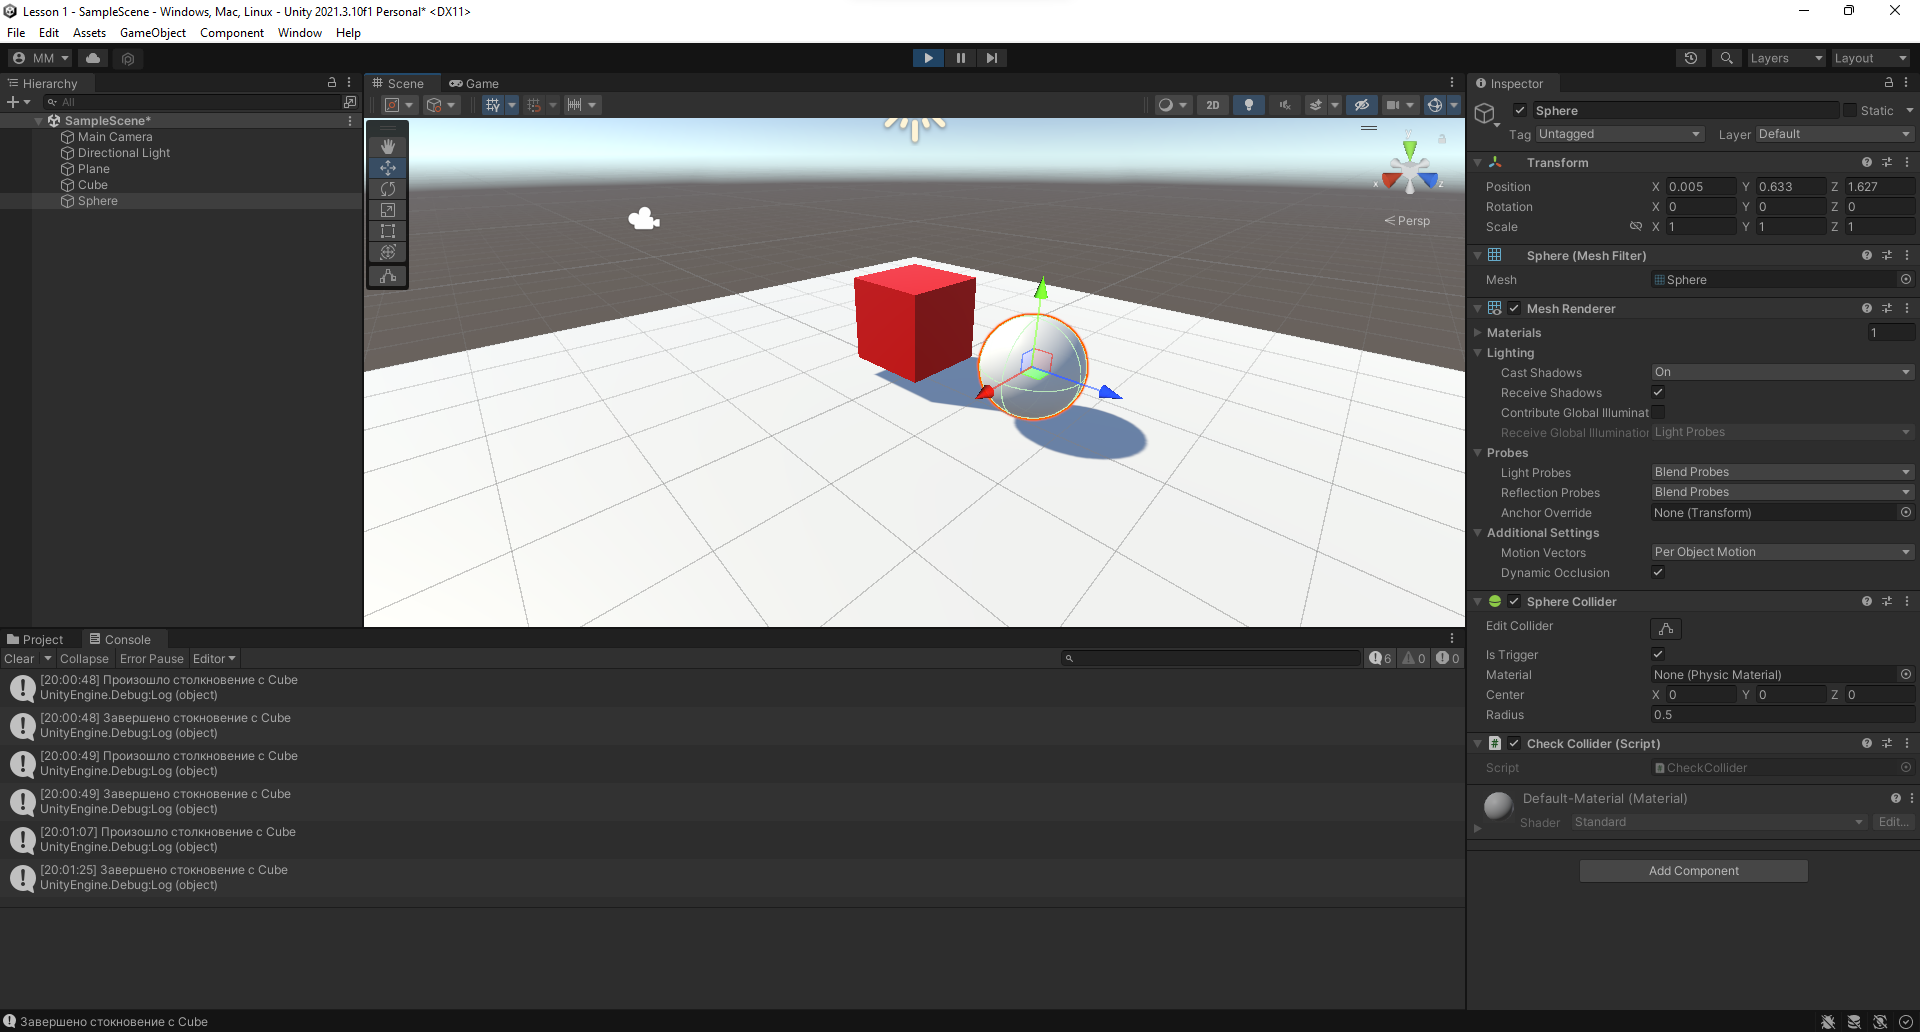 Lesson 1 - SampleScene - Windows, Mac, Linux - Unity 2021.3.10f1 Personal* <DX11>
File Edit Assets GameObject Component Window Help
MM Layers Layout
Hierarchy
All
SampleScene*
Main Camera
Directional Light
Plane
Cube
Sphere
Scene Game
2D
y
x z
Persp
Inspector
Sphere Static
Tag Untagged Layer Default
Transform
Position X 0.005 Y 0.633 Z 1.627
Rotation X 0 Y 0 Z 0
Scale X 1 Y 1 Z 1
Sphere (Mesh Filter)
Mesh Sphere
Mesh Renderer
Materials 1
Lighting
Cast Shadows On
Receive Shadows
Contribute Global Illuminat
Receive Global Illumination Light Probes
Probes
Light Probes Blend Probes
Reflection Probes Blend Probes
Anchor Override None (Transform)
Additional Settings
Motion Vectors Per Object Motion
Dynamic Occlusion
Sphere Collider
Edit Collider
Is Trigger
Material None (Physic Material)
Center X 0 Y 0 Z 0
Radius 0.5
# Check Collider (Script)
Script CheckCollider
Default-Material (Material)
Shader Standard Edit...
Add Component
Project Console
Clear Collapse Error Pause Editor 6 0 0
[20:00:48] Произошло столкновение с Cube
UnityEngine.Debug:Log (object)
[20:00:48] Завершено стокновение с Cube
UnityEngine.Debug:Log (object)
[20:00:49] Произошло столкновение с Cube
UnityEngine.Debug:Log (object)
[20:00:49] Завершено стокновение с Cube
UnityEngine.Debug:Log (object)
[20:01:07] Произошло столкновение с Cube
UnityEngine.Debug:Log (object)
[20:01:25] Завершено стокновение с Cube
UnityEngine.Debug:Log (object)
Завершено стокновение с Cube